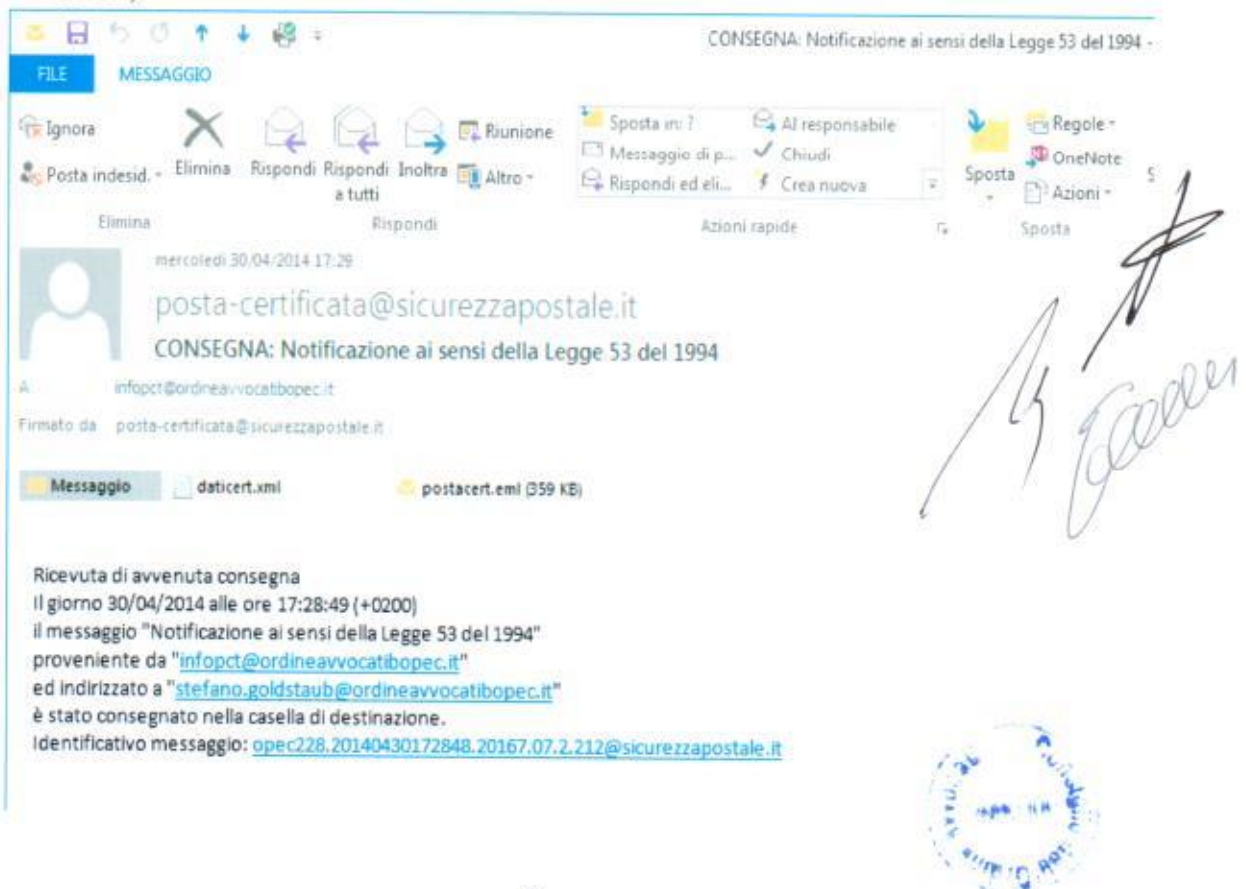 CONSEGNA: Notificazione ai sensi della Legge 53 del 1994 -
FILE MESSAGGIO
Ignora
Posta indesid.
Elimina
Rispondi
Rispondi a tutti
Inoltra
Riunione
Altro
Sposta in: ?
Messaggio di p...
Rispondi ed eli...
Al responsabile
Chiudi
Crea nuova
Sposta
Regole
OneNote
Azioni
Elimina
Rispondi
Azioni rapide
Sposta
mercoledì 30/04/2014 17:29
posta-certificata@sicurezzapostale.it
CONSEGNA: Notificazione ai sensi della Legge 53 del 1994
A infopct@ordineavvocatibopec.it
Firmato da posta-certificata@sicurezzapostale.it
Messaggio daticert.xml postacert.eml (359 KB)
Ricevuta di avvenuta consegna
Il giorno 30/04/2014 alle ore 17:28:49 (+0200)
il messaggio "Notificazione ai sensi della Legge 53 del 1994"
proveniente da "infopct@ordineavvocatibopec.it"
ed indirizzato a "stefano.goldstaub@ordineavvocatibopec.it"
è stato consegnato nella casella di destinazione.
Identificativo messaggio: opec228.20140430172848.20167.07.2.212@sicurezzapostale.it